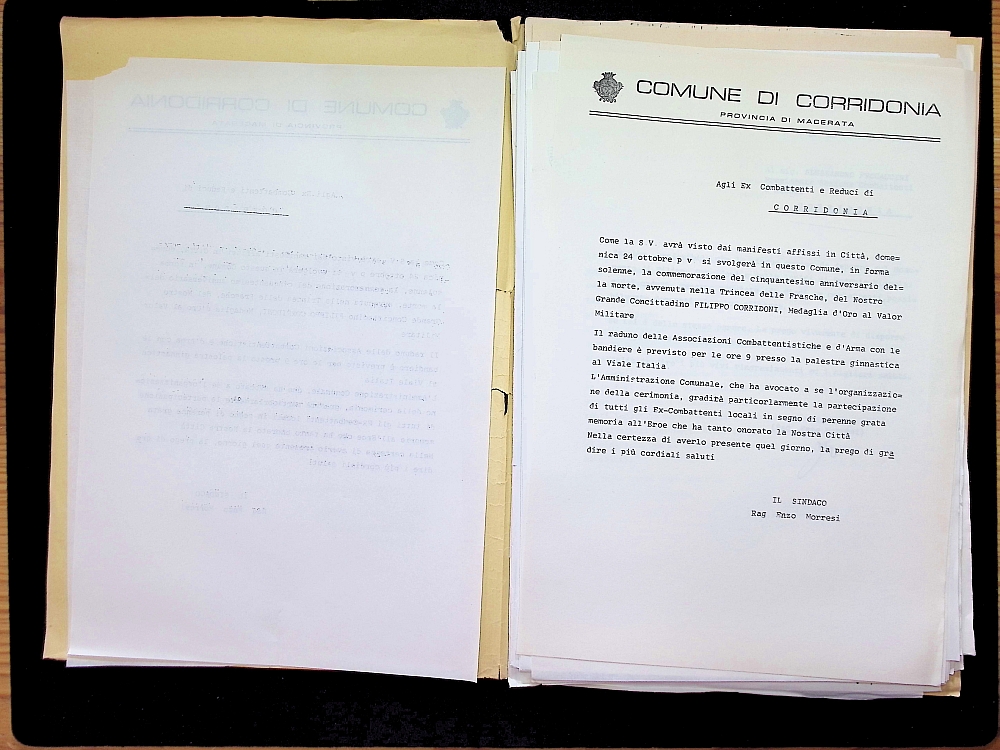 COMUNE DI CORRIDONIA
PROVINCIA DI MACERATA
Agli Ex Combattenti e Reduci di
CORRIDONIA
Come la S V. avrà visto dai manifesti affissi in Città, dome=
nica 24 ottobre p v si svolgerà in questo Comune, in forma
solenne, la commemorazione del cinquantesimo anniversario del=
la morte, avvenuta nella Trincea delle Frasche, del Nostro
Grande Concittadino FILIPPO CORRIDONI, Medaglia d'Oro al Valor
Militare
Il raduno delle Associazioni Combattentistiche e d'Arma con le
bandiere è previsto per le ore 9 presso la palestra ginnastica
al Viale Italia
L'Amministrazione Comunale, che ha avocato a se l'organizzazio=
ne della cerimonia, gradirà particorlarmente la partecipazione
di tutti gli Ex-Combattenti locali in segno di perenne grata
memoria all'Eroe che ha tanto onorato la Nostra Città
Nella certezza di averlo presente quel giorno, la prego di gra
dire i più cordiali saluti
IL SINDACO
Rag Enzo Morresi